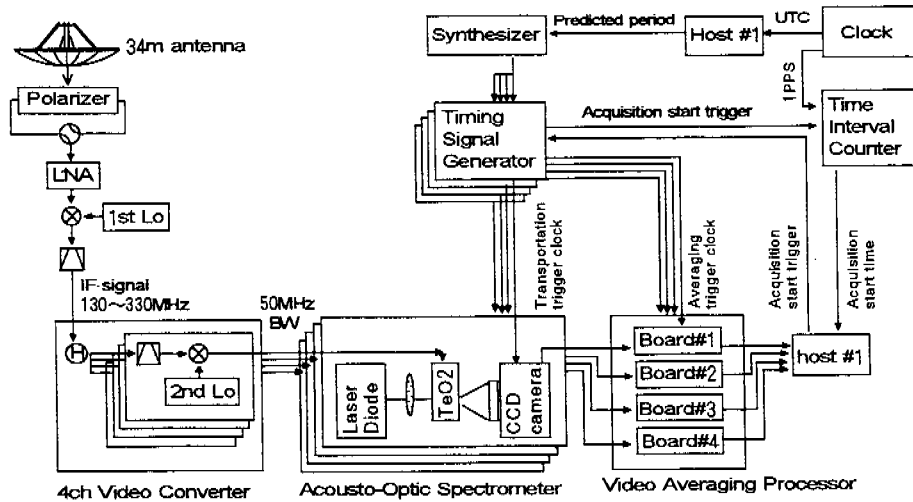 34m antenna
Polarizer
LNA
1st Lo
IF-signal
130～330MHz
50MHz
BW
H
2nd Lo
4ch Video Converter
Synthesizer
Predicted period
Host #1
UTC
Clock
1PPS
Timing
Signal
Generator
Acquisition start trigger
Time
Interval
Counter
Transportation
trigger clock
Averaging
trigger clock
Acquisition
start trigger
Acquisition
start time
Laser
Diode
TeO2
CCD
camera
Acousto-Optic Spectrometer
Board#1
Board#2
Board#3
Board#4
host #1
Video Averaging Processor